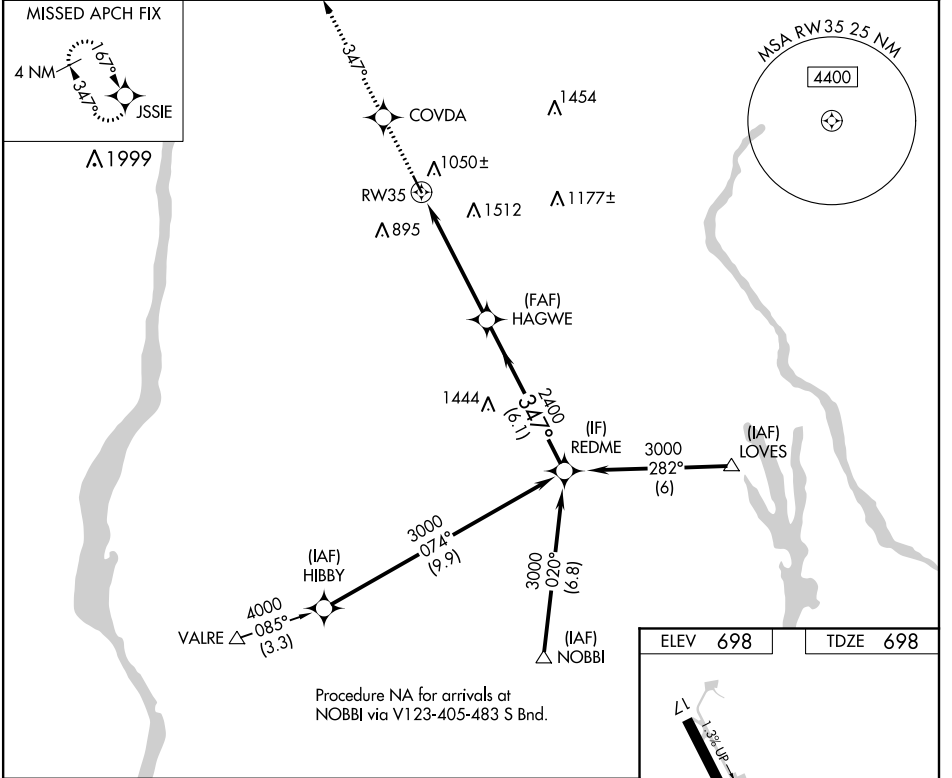 MISSED APCH FIX
4 NM
167°
347°
JSSIE
1999
347°
COVDA
1454
MSA RW35 25 NM
4400
1050±
RW35
1512
1177±
895
(FAF)
HAGWE
1444
2400
347°
(6.1)
(IF)
REDME
3000
282°
(6)
(IAF)
LOVES
3000
074°
(9.9)
(IAF)
HIBBY
3000
020°
(6.8)
4000
085°
(3.3)
VALRE
(IAF)
NOBBI
Procedure NA for arrivals at
NOBBI via V123-405-483 S Bnd.
ELEV 698
TDZE 698
17
1.3% UP